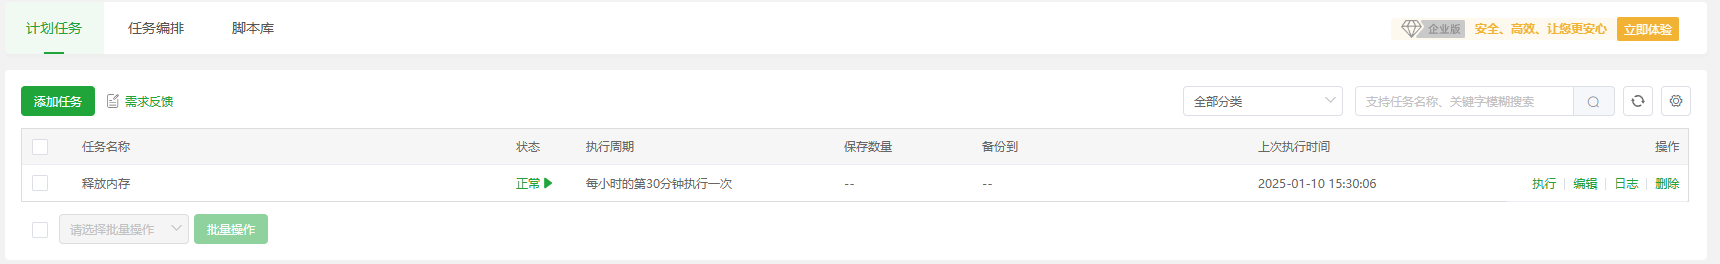 计划任务 任务编排 脚本库 企业版 安全、高效、让您更安心 立即体验
添加任务 需求反馈 全部分类 支持任务名称、关键字模糊搜索
任务名称 状态 执行周期 保存数量 备份到 上次执行时间 操作
释放内存 正常 每小时的第30分钟执行一次 -- -- 2025-01-10 15:30:06 执行 编辑 日志 删除
请选择批量操作 批量操作